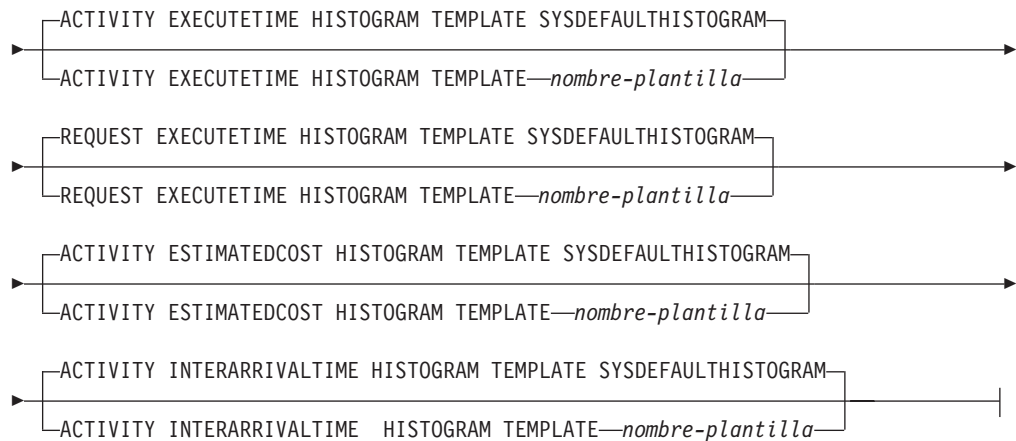 ACTIVITY EXECUTETIME HISTOGRAM TEMPLATE SYSDEFAULTHISTOGRAM
ACTIVITY EXECUTETIME HISTOGRAM TEMPLATE nombre-plantilla
REQUEST EXECUTETIME HISTOGRAM TEMPLATE SYSDEFAULTHISTOGRAM
REQUEST EXECUTETIME HISTOGRAM TEMPLATE nombre-plantilla
ACTIVITY ESTIMATEDCOST HISTOGRAM TEMPLATE SYSDEFAULTHISTOGRAM
ACTIVITY ESTIMATEDCOST HISTOGRAM TEMPLATE nombre-plantilla
ACTIVITY INTERARRIVALTIME HISTOGRAM TEMPLATE SYSDEFAULTHISTOGRAM
ACTIVITY INTERARRIVALTIME HISTOGRAM TEMPLATE nombre-plantilla